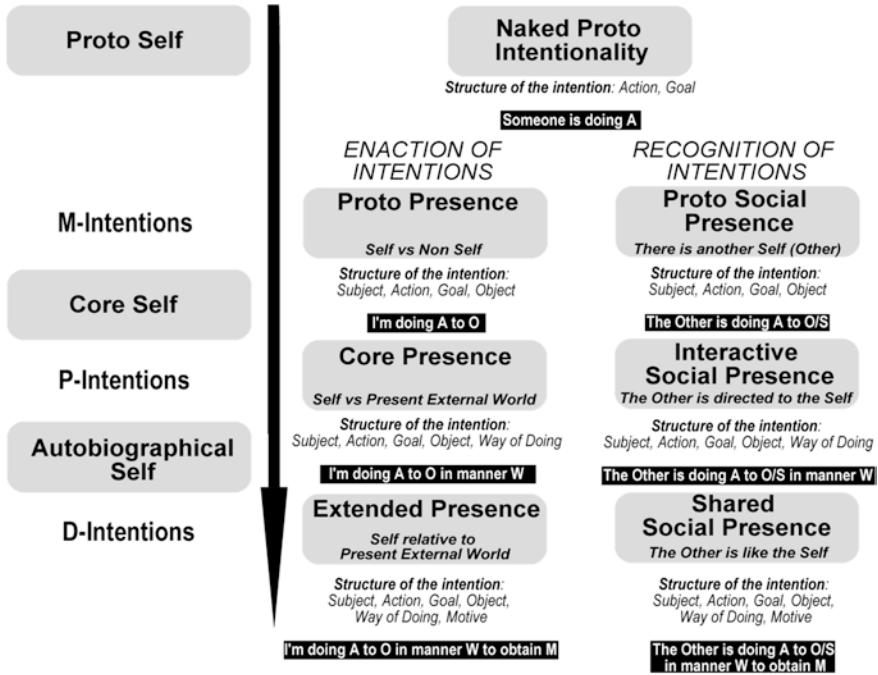 Proto Self
M-Intentions
Core Self
P-Intentions
Autobiographical
Self
D-Intentions
Naked Proto
Intentionality
Structure of the intention: Action, Goal
Someone is doing A
ENACTION OF
INTENTIONS
Proto Presence
Self vs Non Self
Structure of the intention:
Subject, Action, Goal, Object
I'm doing A to O
Core Presence
Self vs Present External World
Structure of the intention:
Subject, Action, Goal, Object, Way of Doing
I'm doing A to O in manner W
Extended Presence
Self relative to
Present External World
Structure of the intention:
Subject, Action, Goal, Object,
Way of Doing, Motive
I'm doing A to O in manner W to obtain M
RECOGNITION OF
INTENTIONS
Proto Social
Presence
There is another Self (Other)
Structure of the intention:
Subject, Action, Goal, Object
The Other is doing A to O/S
Interactive
Social Presence
The Other is directed to the Self
Structure of the intention:
Subject, Action, Goal, Object, Way of Doing
The Other is doing A to O/S in manner W
Shared
Social Presence
The Other is like the Self
Structure of the intention:
Subject, Action, Goal, Object,
Way of Doing, Motive
The Other is doing A to O/S
in manner W to obtain M